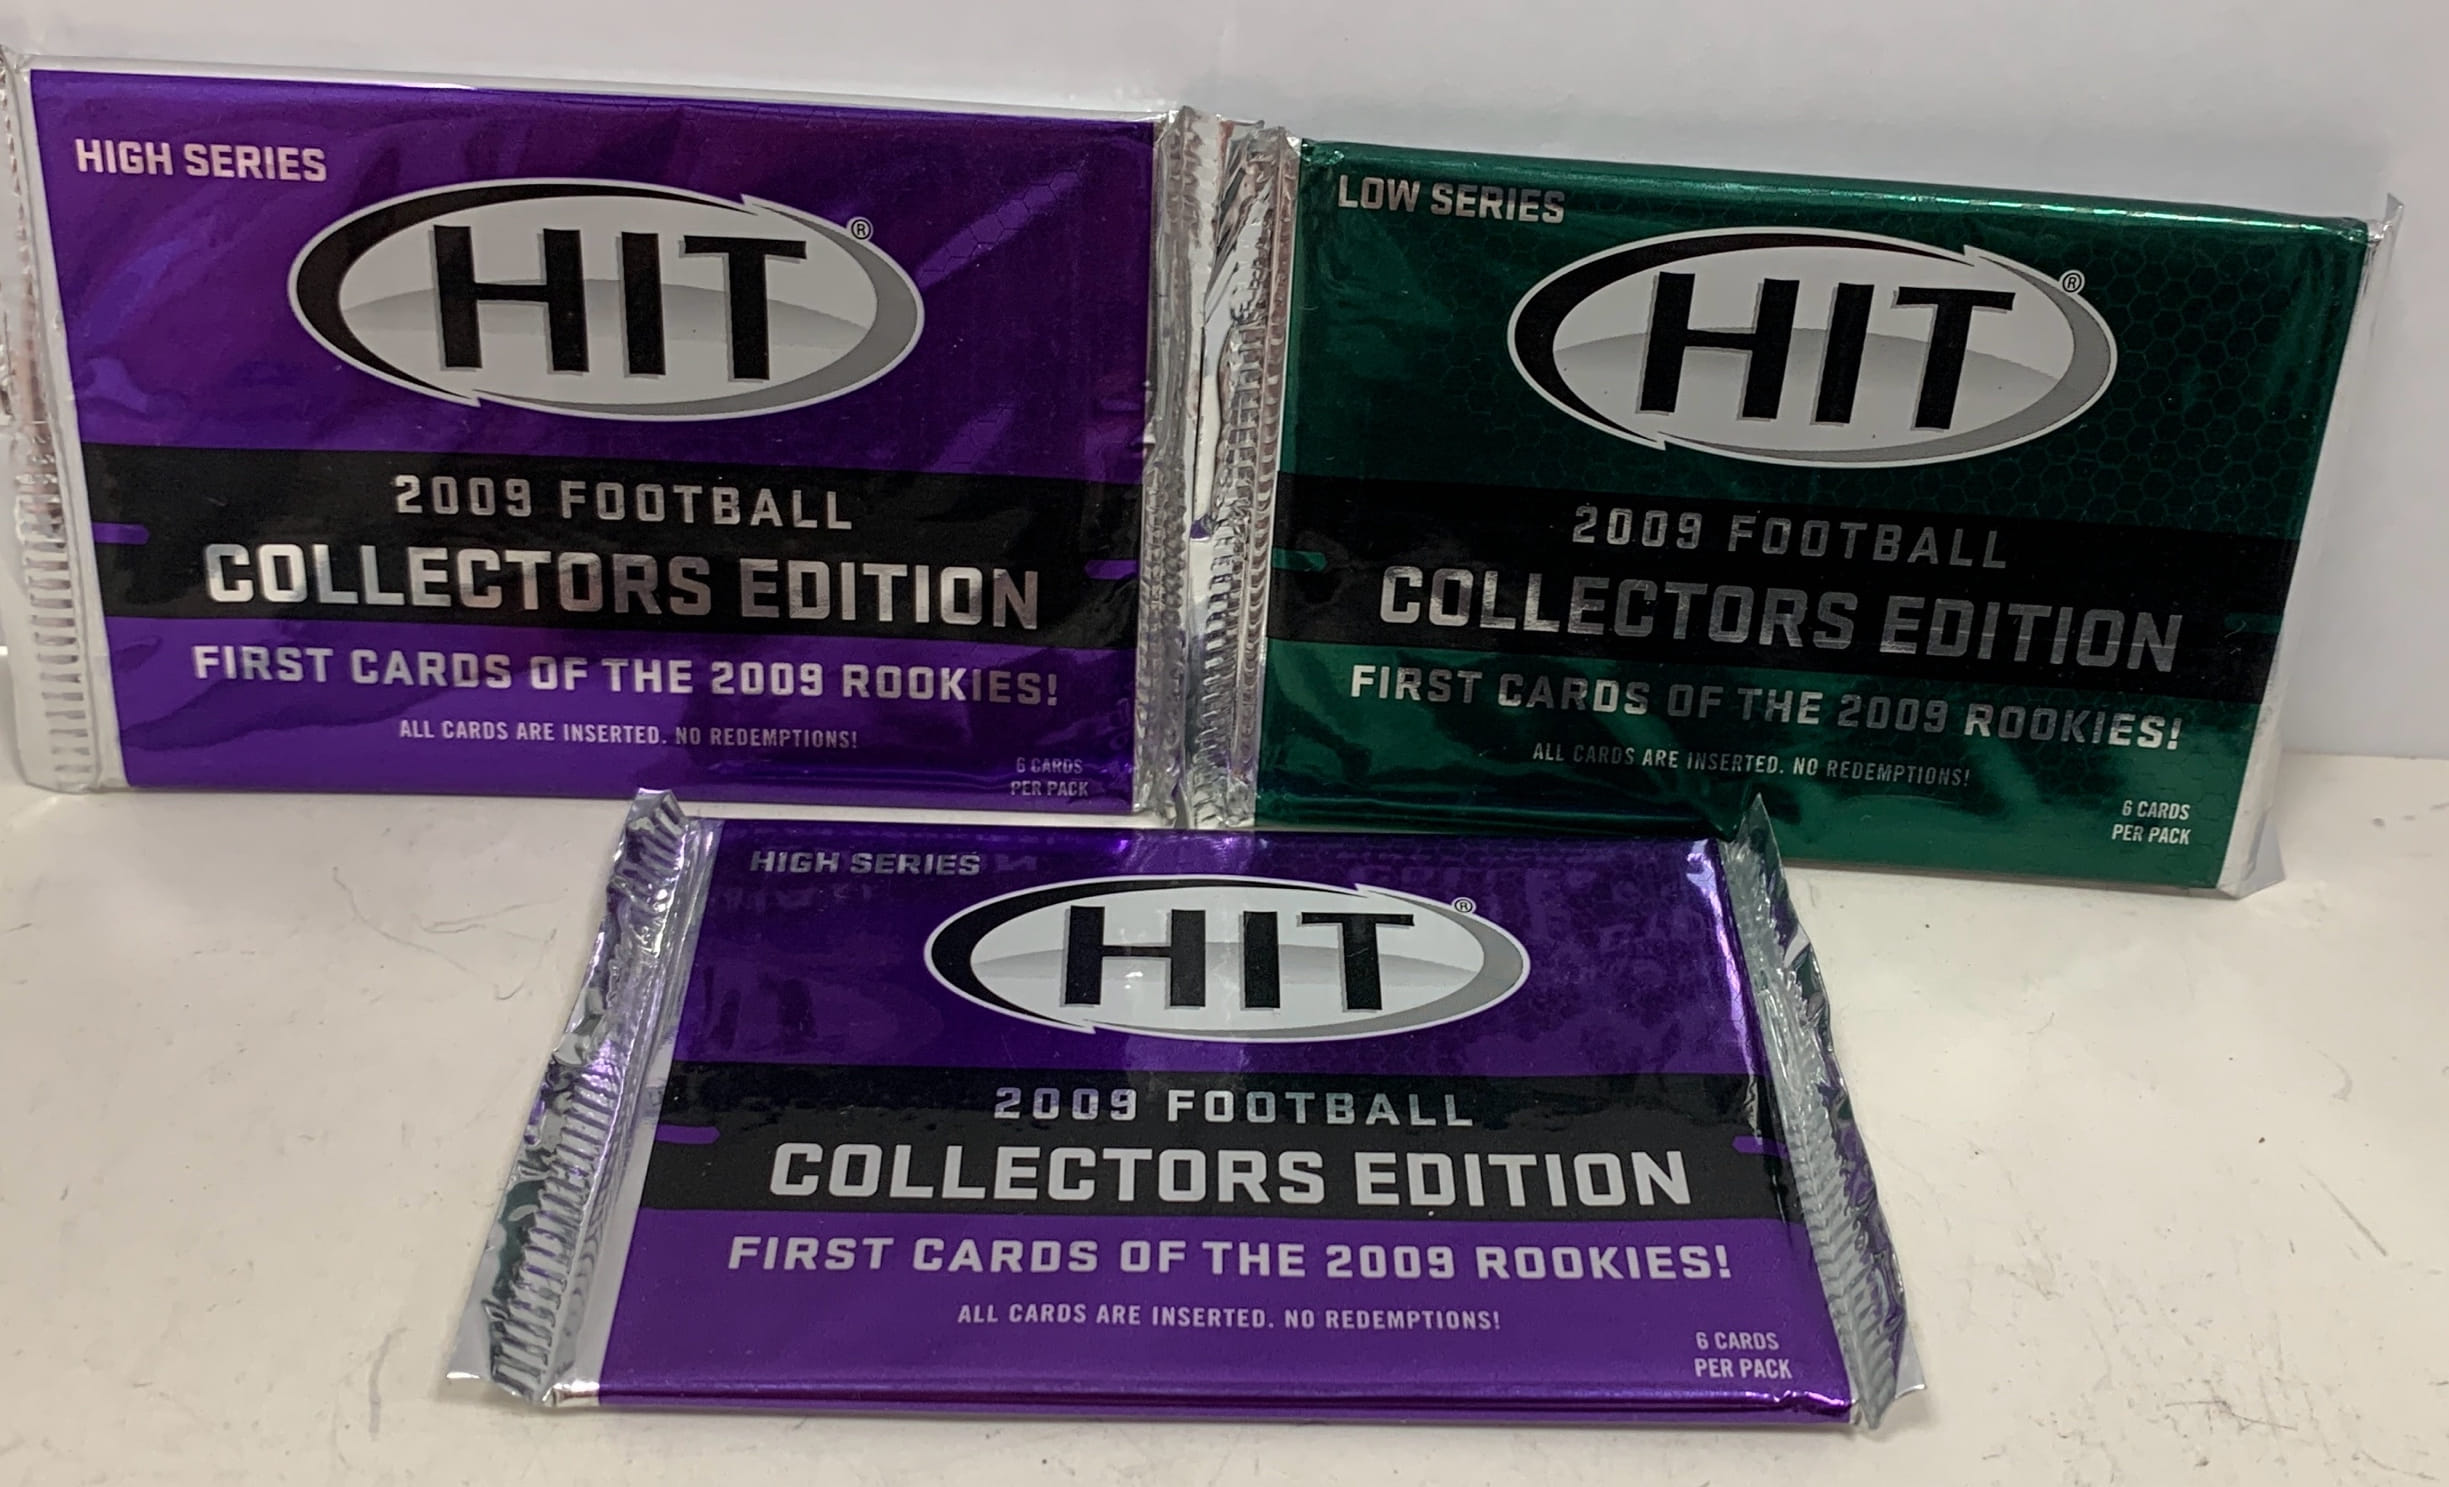 HIGH SERIES
HIT®
2009 FOOTBALL
COLLECTORS EDITION
FIRST CARDS OF THE 2009 ROOKIES!
ALL CARDS ARE INSERTED. NO REDEMPTIONS!
6 CARDS
PER PACK
LOW SERIES
HIT®
2009 FOOTBALL
COLLECTORS EDITION
FIRST CARDS OF THE 2009 ROOKIES!
ALL CARDS ARE INSERTED. NO REDEMPTIONS!
6 CARDS
PER PACK
HIGH SERIES
HIT®
2009 FOOTBALL
COLLECTORS EDITION
FIRST CARDS OF THE 2009 ROOKIES!
ALL CARDS ARE INSERTED. NO REDEMPTIONS!
6 CARDS
PER PACK